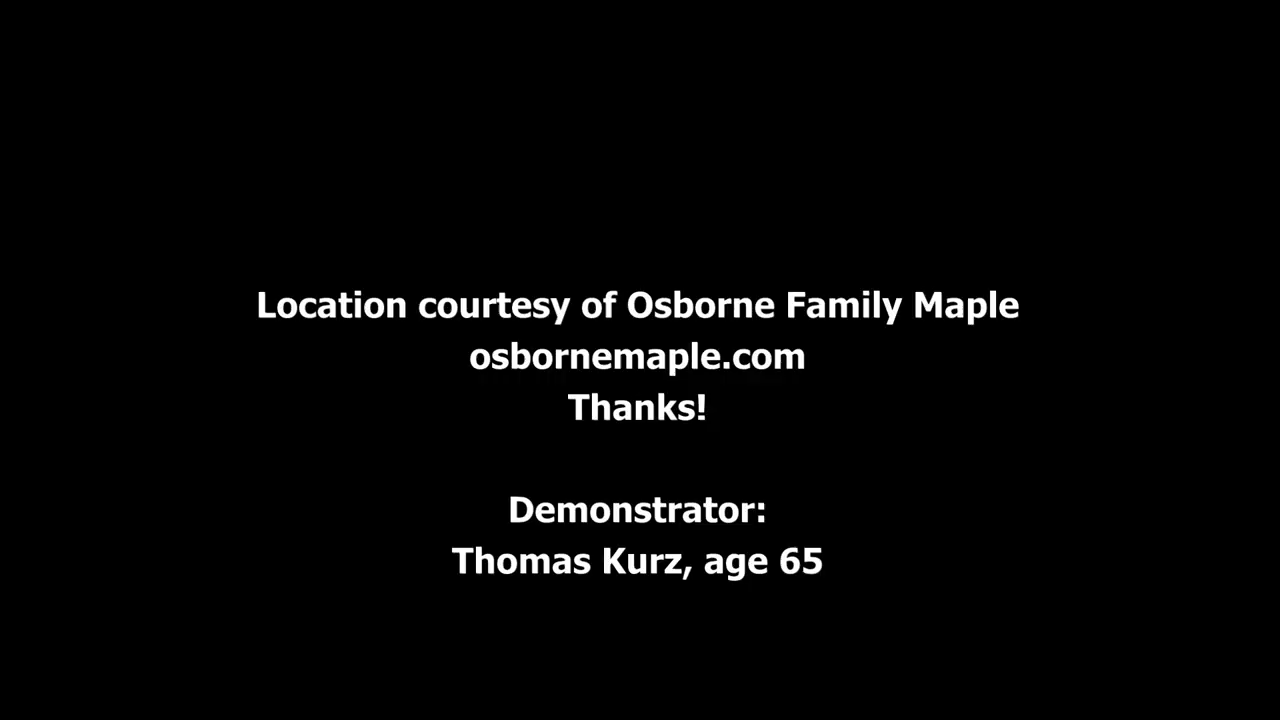 Location courtesy of Osborne Family Maple
osbornemaple.com
Thanks!
Demonstrator:
Thomas Kurz, age 65